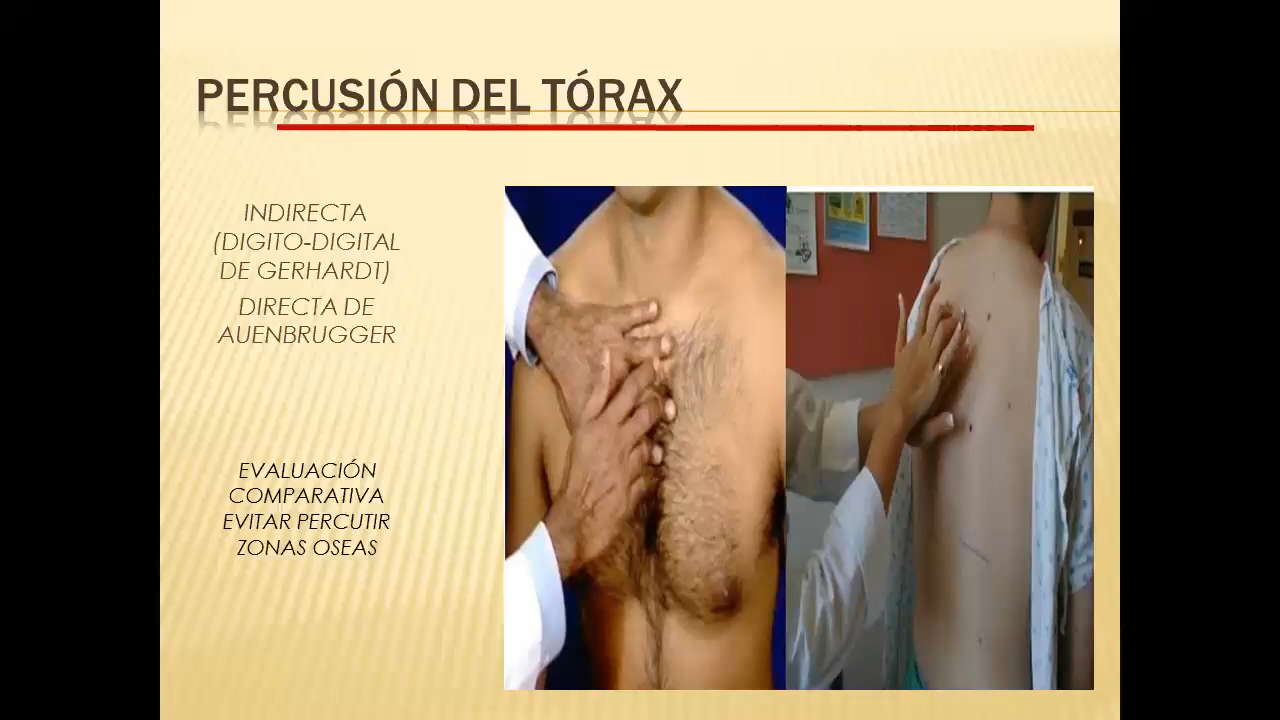 PERCUSIÓN DEL TÓRAX
INDIRECTA
(DIGITO-DIGITAL
DE GERHARDT)
DIRECTA DE
AUENBRUGGER
EVALUACIÓN
COMPARATIVA
EVITAR PERCUTIR
ZONAS OSEAS